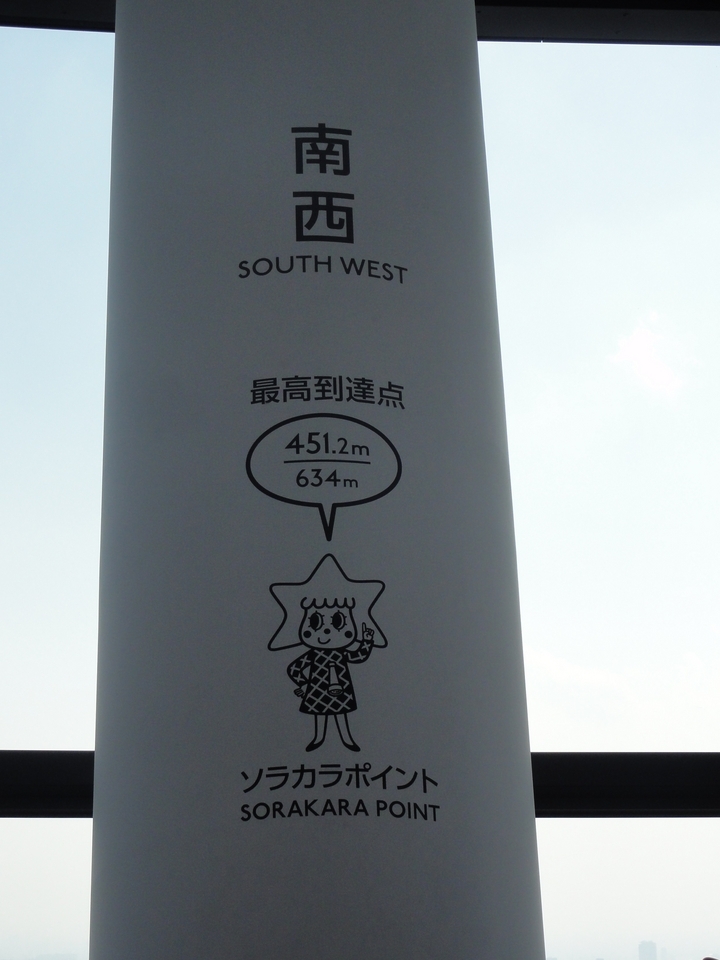 南
西
SOUTH WEST
最高到達点
451.2m
634m
ソラカラポイント
SORAKARA POINT